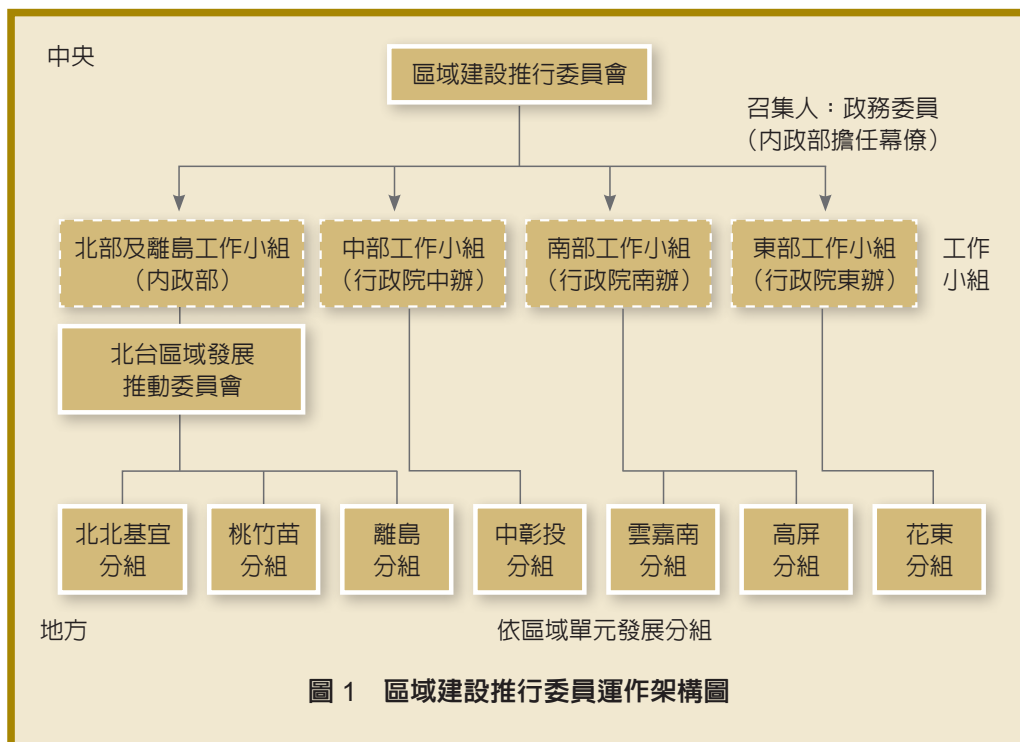 中央
區域建設推行委員會
召集人：政務委員
（內政部擔任幕僚）
北部及離島工作小組
（內政部）
中部工作小組
（行政院中辦）
南部工作小組
（行政院南辦）
東部工作小組
（行政院東辦）
工作
小組
北台區域發展
推動委員會
北北基宜
分組
桃竹苗
分組
離島
分組
中彰投
分組
雲嘉南
分組
高屏
分組
花東
分組
地方
依區域單元發展分組
圖 1　區域建設推行委員運作架構圖